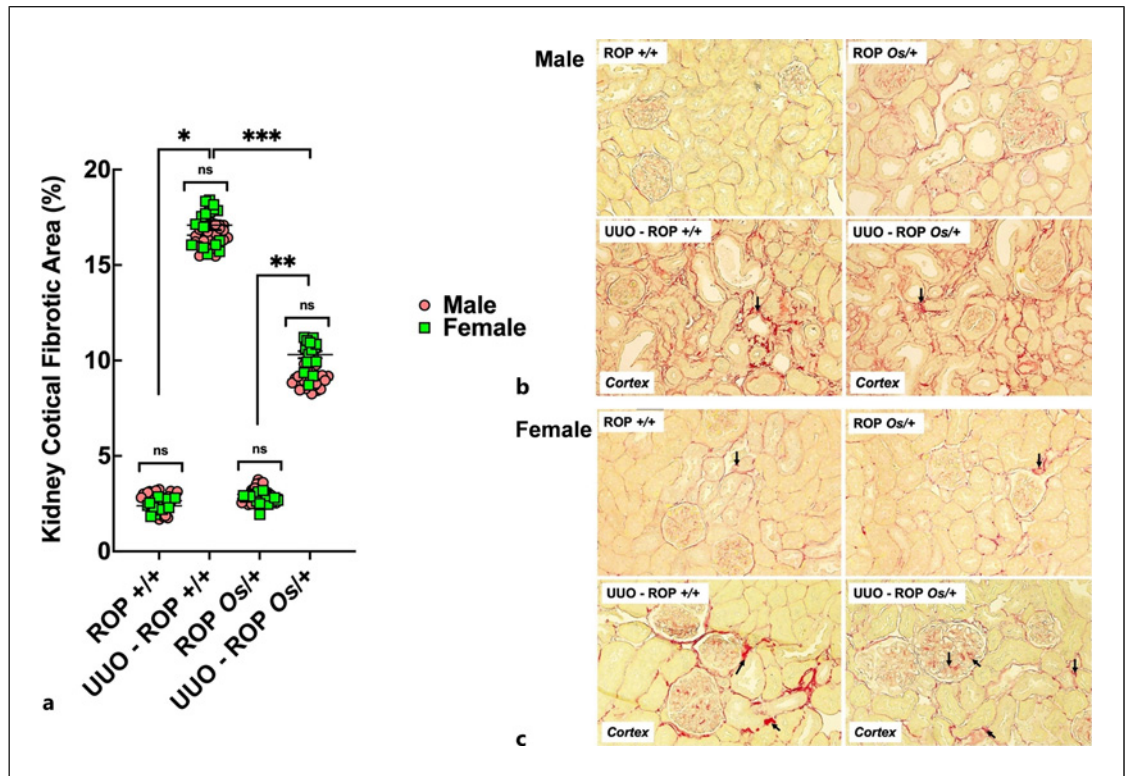 * ***
20
ns
15
**
ns
10
5
ns
ns
0
Kidney Cotical Fibrotic Area (%)
ROP +/+
UUO - ROP +/+
ROP Os/+
UUO - ROP Os/+
Male
Female
a
Male
ROP +/+
ROP Os/+
UUO - ROP +/+
UUO - ROP Os/+
Cortex
Cortex
b
Female
ROP +/+
ROP Os/+
UUO - ROP +/+
UUO - ROP Os/+
Cortex
Cortex
c